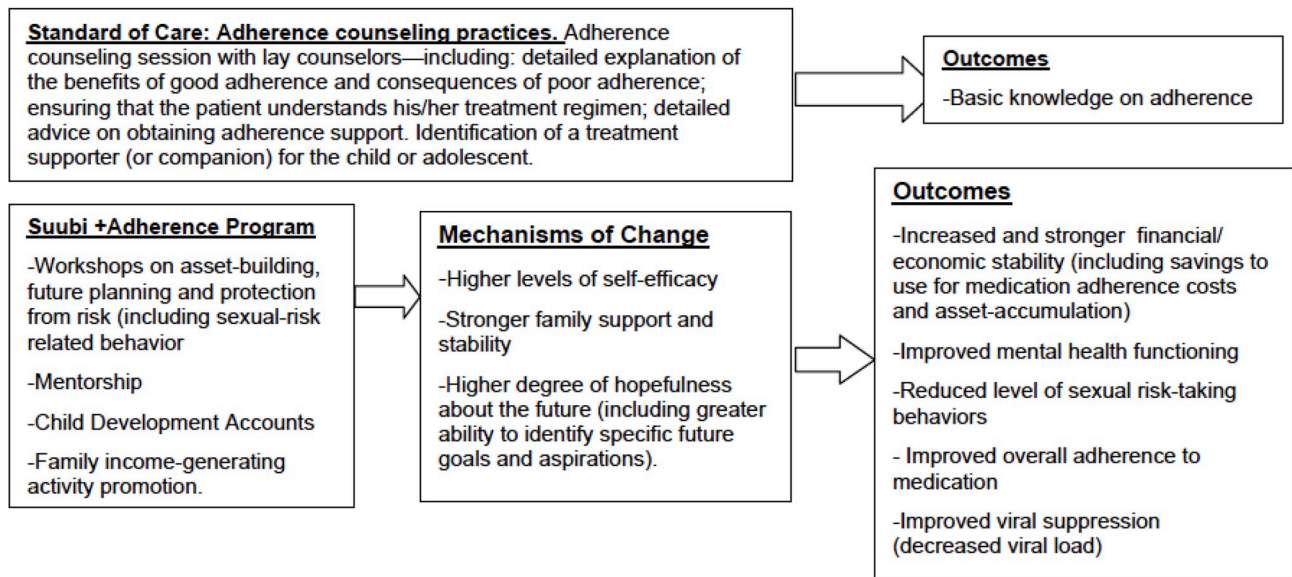 Standard of Care: Adherence counseling practices. Adherence
counseling session with lay counselors—including: detailed explanation of
the benefits of good adherence and consequences of poor adherence;
ensuring that the patient understands his/her treatment regimen; detailed
advice on obtaining adherence support. Identification of a treatment
supporter (or companion) for the child or adolescent.
Outcomes
-Basic knowledge on adherence
Suubi +Adherence Program
-Workshops on asset-building,
future planning and protection
from risk (including sexual-risk
related behavior
-Mentorship
-Child Development Accounts
-Family income-generating
activity promotion.
Mechanisms of Change
-Higher levels of self-efficacy
-Stronger family support and
stability
-Higher degree of hopefulness
about the future (including greater
ability to identify specific future
goals and aspirations).
Outcomes
-Increased and stronger financial/
economic stability (including savings to
use for medication adherence costs
and asset-accumulation)
-Improved mental health functioning
-Reduced level of sexual risk-taking
behaviors
- Improved overall adherence to
medication
-Improved viral suppression
(decreased viral load)